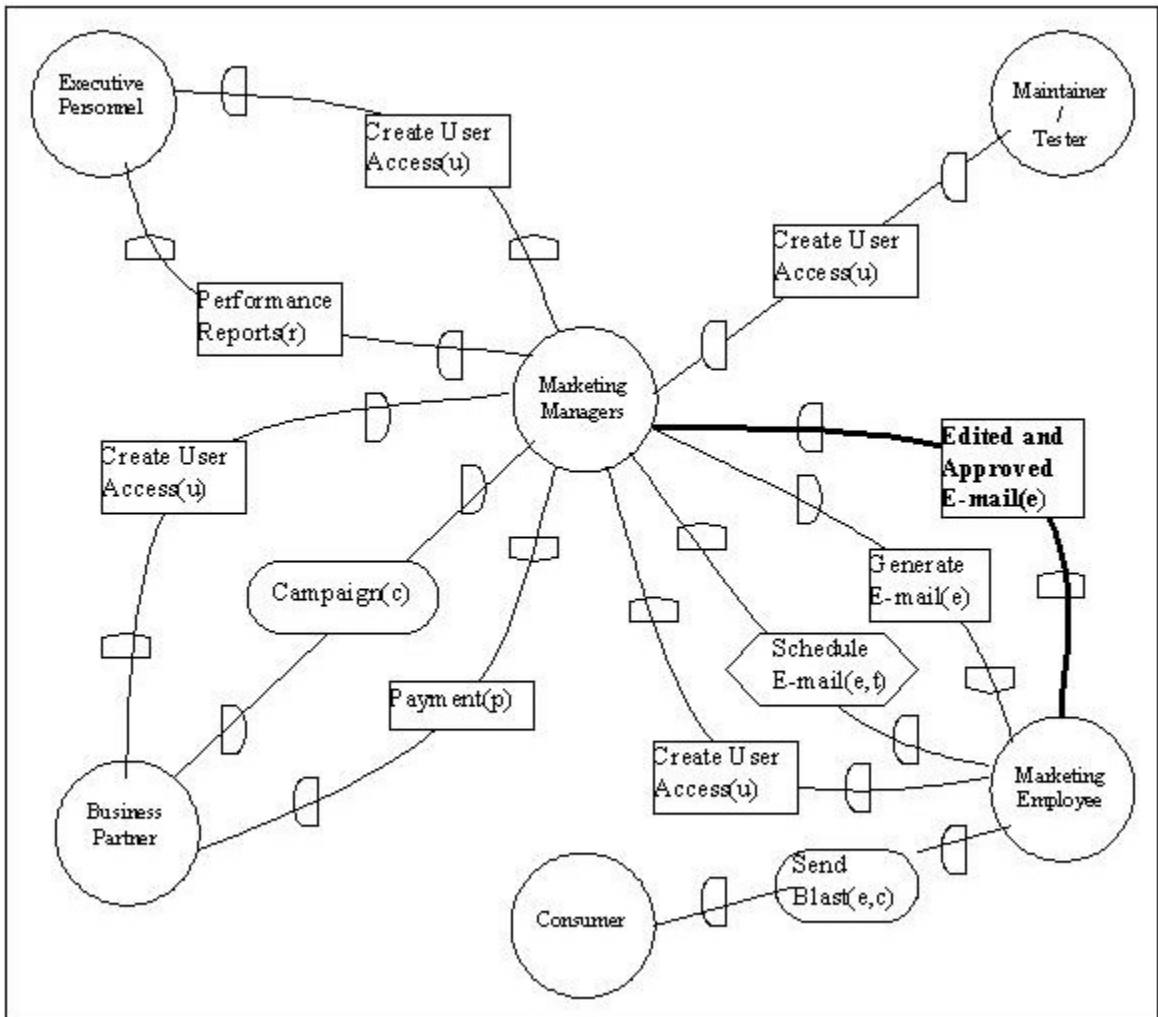 Executive
Personnel
Maintainer
/
Tester
Create User
Access(u)
Create User
Access(u)
Performance
Reports(r)
Marketing
Managers
Edited and
Approved
E-mail(e)
Create User
Access(u)
Generate
E-mail(e)
Campaign(c)
Schedule
E-mail(e,t)
Payment(p)
Create User
Access(u)
Marketing
Employee
Business
Partner
Send
Blast(e,c)
Consumer